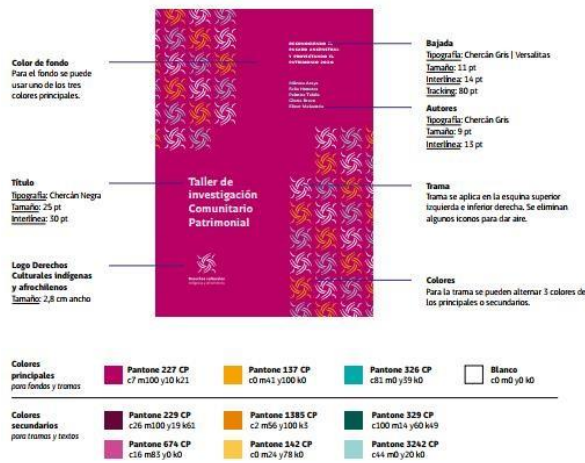 Color de fondo
Para el fondo se puede
usar uno de los tres
colores principales.
Título
Tipografía: Chercán Negra
Tamaño: 25 pt
Interlínea: 30 pt
Logo Derechos
Culturales indígenas
y afrochilenos
Tamaño: 2,8 cm ancho
Y
Taller de
investigación
Comunitario
Patrimonial
Derechos culturales
indígenas y afrochilenos
Bajada
Tipografía: Chercán Gris | Versalitas
Tamaño: 11 pt
Interlínea: 14 pt
Tracking: 80 pt
Autores
Tipografía: Chercán Gris
Tamaño: 9 pt
Interlínea: 13 pt
Trama
Trama se aplica en la esquina superior
izquierda e inferior derecha. Se eliminan
algunos iconos para dar aire.
Colores
Para la trama se pueden alternar 3 colores de
los principales o secundarios.
Colores
principales
para fondos y tramas
Pantone 227 CP
c7 m100 y10 k21
Pantone 137 CP
c0 m41 y100 k0
Pantone 326 CP
c81 m0 y39 k0
Blanco
c0 m0 y0 k0
Colores
secundarios
para tramas y textos
Pantone 229 CP
c26 m100 y19 k61
Pantone 1385 CP
c2 m56 y100 k3
Pantone 329 CP
c100 m14 y60 k49
Pantone 674 CP
c16 m83 y0 k0
Pantone 142 CP
c0 m24 y78 k0
Pantone 3242 CP
c44 m0 y20 k0